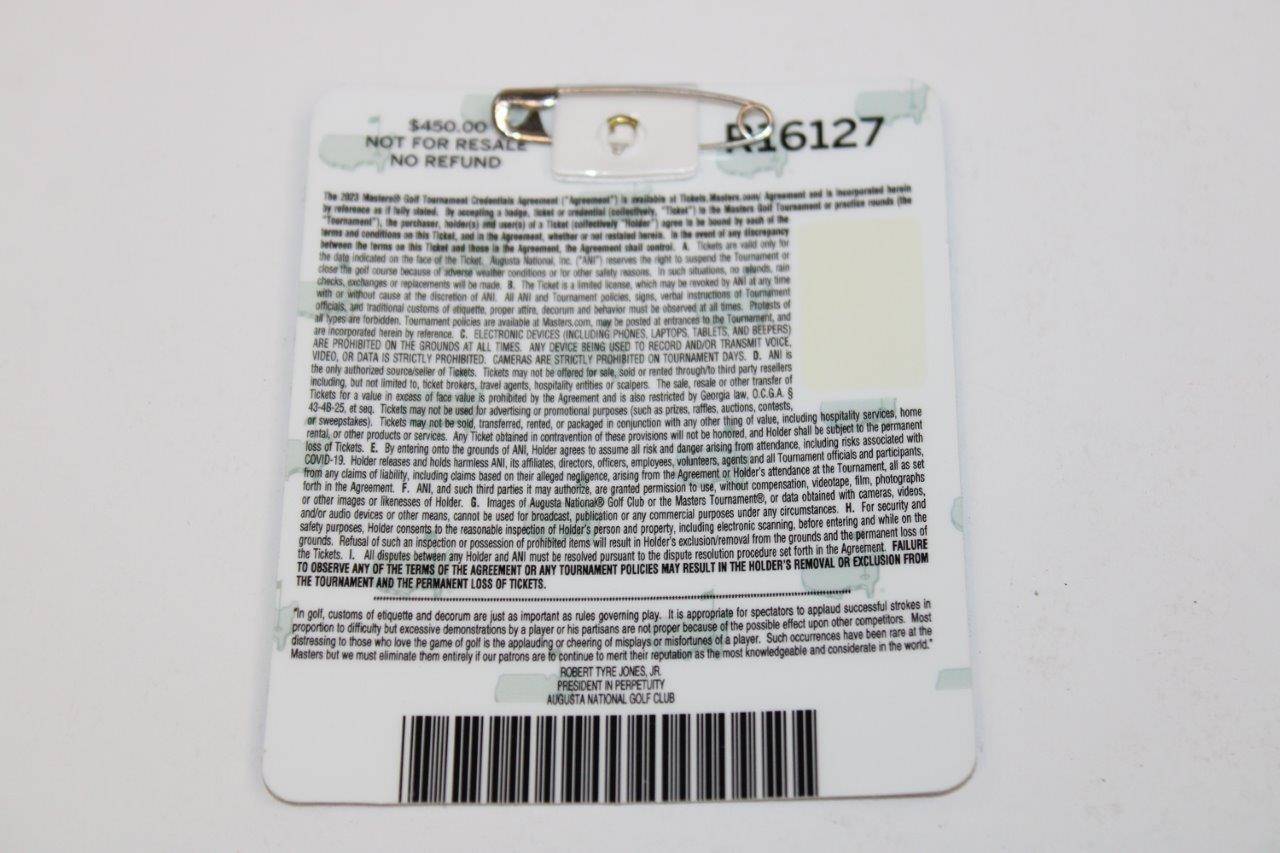 $450.00
NOT FOR RESALE
NO REFUND
R16127
The 2023 Masters® Golf Tournament Credentials Agreement ("Agreement") is available at Tickets.Masters.com/ Agreement and is incorporated herein
by reference as if fully stated. By accepting a badge, ticket or credential (collectively, "Ticket") to the Masters Golf Tournament or practice rounds (the
"Tournament"), the purchaser, holder(s) and user(s) of a Ticket (collectively "Holder") agree to be bound by each of the
terms and conditions on this Ticket, and in the Agreement, whether or not restated herein. In the event of any discrepancy
between the terms on this Ticket and those in the Agreement, the Agreement shall control. A. Tickets are valid only for
the date indicated on the face of the Ticket. Augusta National, Inc. ("ANI") reserves the right to suspend the Tournament or
close the golf course because of adverse weather conditions or for other safety reasons. In such situations, no refunds, rain
checks, exchanges or replacements will be made. B. The Ticket is a limited license, which may be revoked by ANI at any time
with or without cause at the discretion of ANI. All ANI and Tournament policies, signs, verbal instructions of Tournament
officials, and traditional customs of etiquette, proper attire, decorum and behavior must be observed at all times. Protests of
all types are forbidden. Tournament policies are available at Masters.com, may be posted at entrances to the Tournament, and
are incorporated herein by reference. C. ELECTRONIC DEVICES (INCLUDING PHONES, LAPTOPS, TABLETS, AND BEEPERS)
ARE PROHIBITED ON THE GROUNDS AT ALL TIMES. ANY DEVICE BEING USED TO RECORD AND/OR TRANSMIT VOICE,
VIDEO, OR DATA IS STRICTLY PROHIBITED. CAMERAS ARE STRICTLY PROHIBITED ON TOURNAMENT DAYS. D. ANI is
the only authorized source/seller of Tickets. Tickets may not be offered for sale, sold or rented through/to third party resellers
including, but not limited to, ticket brokers, travel agents, hospitality entities or scalpers. The sale, resale or other transfer of
Tickets for a value in excess of face value is prohibited by the Agreement and is also restricted by Georgia law, O.C.G.A. §
43-4B-25, et seq. Tickets may not be used for advertising or promotional purposes (such as prizes, raffles, auctions, contests,
or sweepstakes). Tickets may not be sold, transferred, rented, or packaged in conjunction with any other thing of value, including hospitality services, home
rental, or other products or services. Any Ticket obtained in contravention of these provisions will not be honored, and Holder shall be subject to the permanent
loss of Tickets. E. By entering onto the grounds of ANI, Holder agrees to assume all risk and danger arising from attendance, including risks associated with
COVID-19. Holder releases and holds harmless ANI, its affiliates, directors, officers, employees, volunteers, agents and all Tournament officials and participants,
from any claims of liability, including claims based on their alleged negligence, arising from the Agreement or Holder's attendance at the Tournament, all as set
forth in the Agreement. F. ANI, and such third parties it may authorize, are granted permission to use, without compensation, videotape, film, photographs
or other images or likenesses of Holder. G. Images of Augusta National® Golf Club or the Masters Tournament®, or data obtained with cameras, videos,
and/or audio devices or other means, cannot be used for broadcast, publication or any commercial purposes under any circumstances. H. For security and
safety purposes, Holder consents to the reasonable inspection of Holder's person and property, including electronic scanning, before entering and while on the
grounds. Refusal of such an inspection or possession of prohibited items will result in Holder's exclusion/removal from the grounds and the permanent loss of
the Tickets. I. All disputes between any Holder and ANI must be resolved pursuant to the dispute resolution procedure set forth in the Agreement. FAILURE
TO OBSERVE ANY OF THE TERMS OF THE AGREEMENT OR ANY TOURNAMENT POLICIES MAY RESULT IN THE HOLDER'S REMOVAL OR EXCLUSION FROM
THE TOURNAMENT AND THE PERMANENT LOSS OF TICKETS.
"In golf, customs of etiquette and decorum are just as important as rules governing play. It is appropriate for spectators to applaud successful strokes in
proportion to difficulty but excessive demonstrations by a player or his partisans are not proper because of the possible effect upon other competitors. Most
distressing to those who love the game of golf is the applauding or cheering of misplays or misfortunes of a player. Such occurrences have been rare at the
Masters but we must eliminate them entirely if our patrons are to continue to merit their reputation as the most knowledgeable and considerate in the world."
ROBERT TYRE JONES, JR.
PRESIDENT IN PERPETUITY
AUGUSTA NATIONAL GOLF CLUB